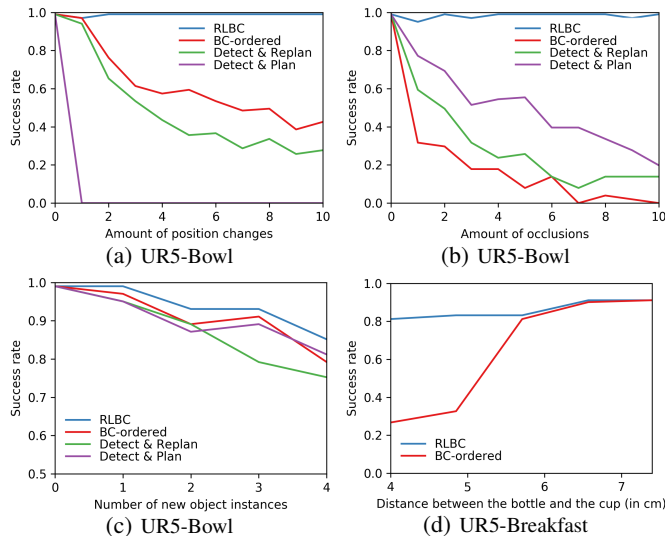 1.0
0.8
0.6
0.4
0.2
0.0
Success rate
RLBC
BC-ordered
Detect & Replan
Detect & Plan
0 2 4 6 8 10
Amount of position changes
(a) UR5-Bowl
1.0
0.8
0.6
0.4
0.2
0.0
Success rate
RLBC
BC-ordered
Detect & Replan
Detect & Plan
0 2 4 6 8 10
Amount of occlusions
(b) UR5-Bowl
1.0
0.9
0.8
0.7
0.6
0.5
Success rate
RLBC
BC-ordered
Detect & Replan
Detect & Plan
0 1 2 3 4
Number of new object instances
(c) UR5-Bowl
1.0
0.8
0.6
0.4
0.2
0.0
Success rate
RLBC
BC-ordered
4 5 6 7
Distance between the bottle and the cup (in cm)
(d) UR5-Breakfast